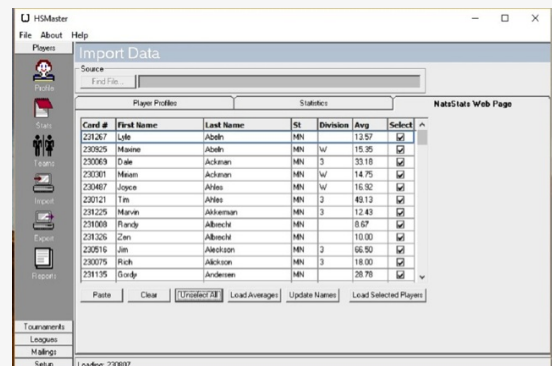 HSMaster
File About Help
Players
Profile
Stats
Teams
Import
Export
Reports
Tournaments
Leagues
Mailings
Setup
Import Data
Source
Find File...
Player Profiles Statistics NatsStats Web Page
Card # First Name Last Name St Division Avg Select
231267 Lyle Abeln MN 13.57
230925 Maxine Abeln MN W 15.35
230069 Dale Ackman MN 3 33.18
230301 Miriam Ackman MN W 14.75
230487 Joyce Ahles MN W 16.92
230121 Tim Ahles MN 3 49.13
231225 Marvin Akkerman MN 3 12.43
231008 Randy Albrecht MN 8.67
231326 Zen Albrecht MN 10.00
230516 Jim Aleckson MN 3 66.50
230075 Rich Alickson MN 3 18.00
231135 Gordy Andersen MN 28.78
Paste Clear Unselect All Load Averages Update Names Load Selected Players
Loading: 230807